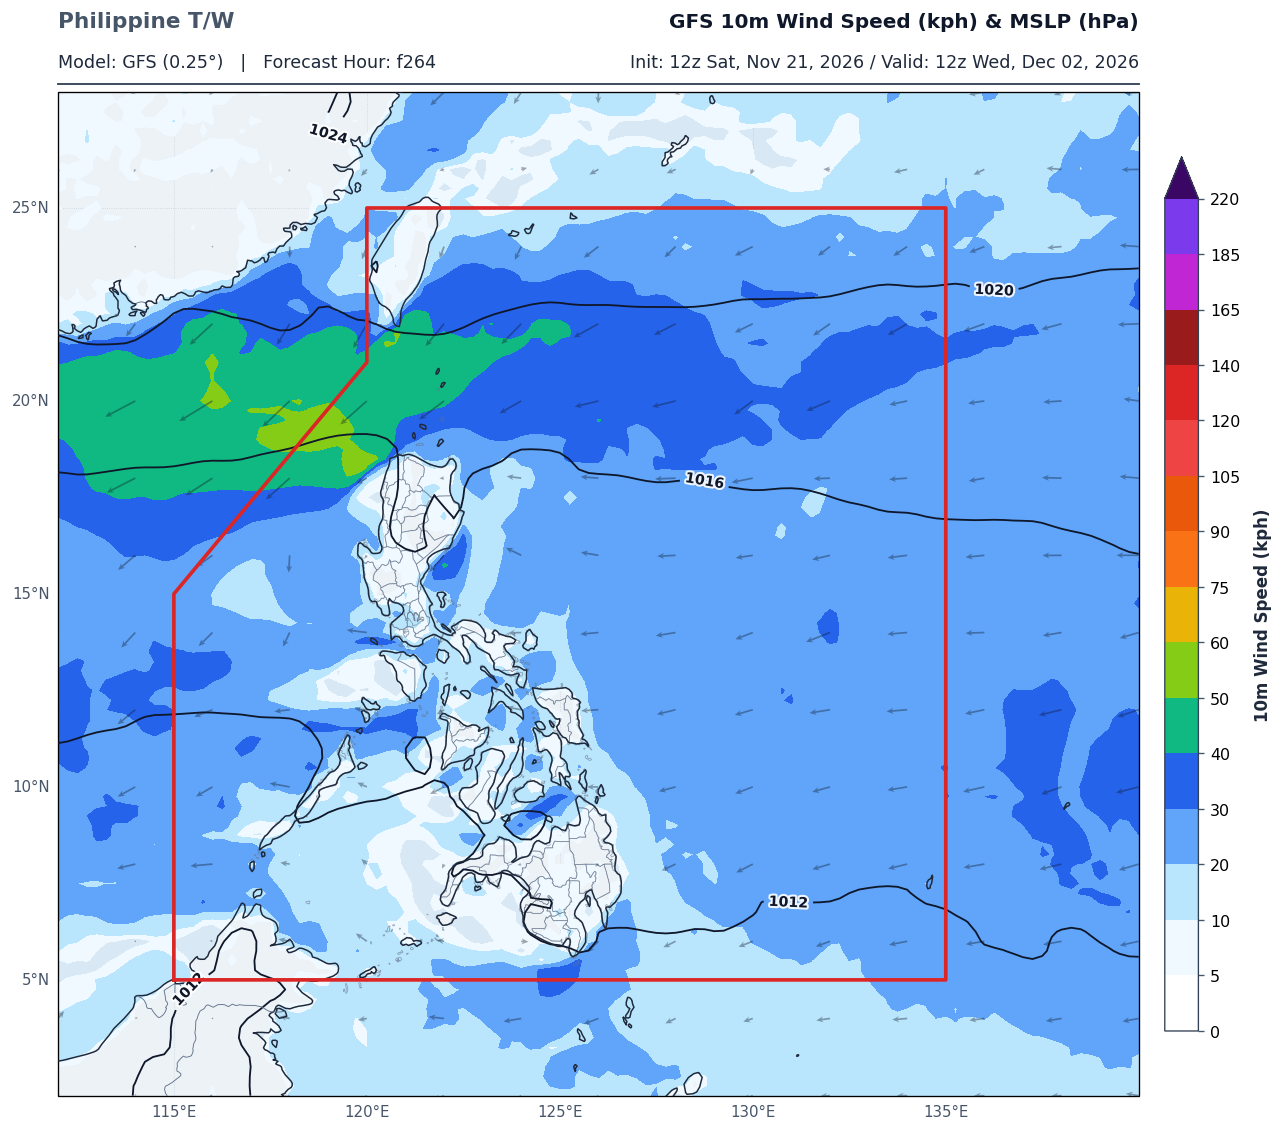 Philippine T/W
GFS 10m Wind Speed (kph) & MSLP (hPa)
Model: GFS (0.25°) | Forecast Hour: f264
Init: 12z Sat, Nov 21, 2026 / Valid: 12z Wed, Dec 02, 2026
1024
1020
1016
1012
1012
25°N
20°N
15°N
10°N
5°N
115°E
120°E
125°E
130°E
135°E
220
185
165
140
120
105
90
75
60
50
40
30
20
10
5
0
10m Wind Speed (kph)